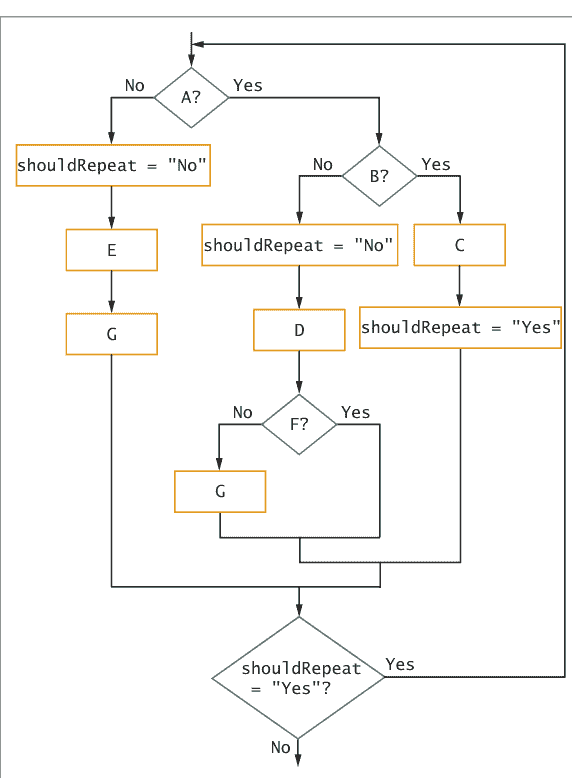 No
A?
Yes
shouldRepeat = "No"
No
B?
Yes
E
shouldRepeat = "No"
C
G
D
shouldRepeat = "Yes"
No
F?
Yes
G
shouldRepeat
= "Yes"?
Yes
No